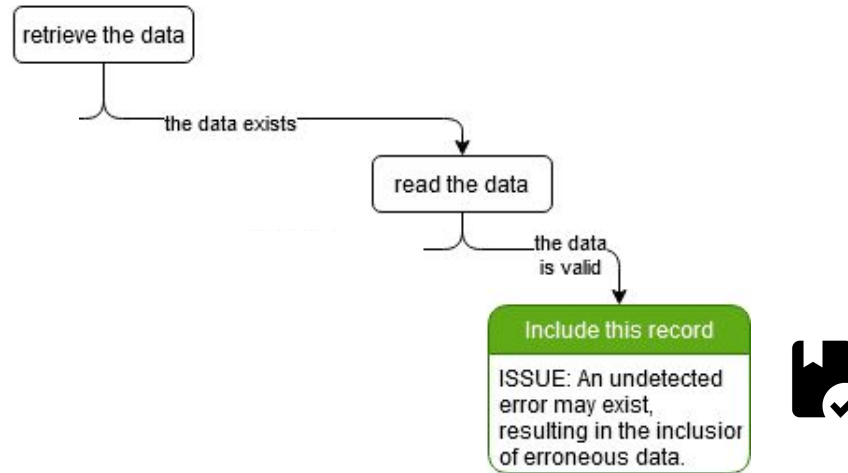 retrieve the data
the data exists
read the data
the data
is valid
Include this record
ISSUE: An undetected
error may exist,
resulting in the inclusion
of erroneous data.